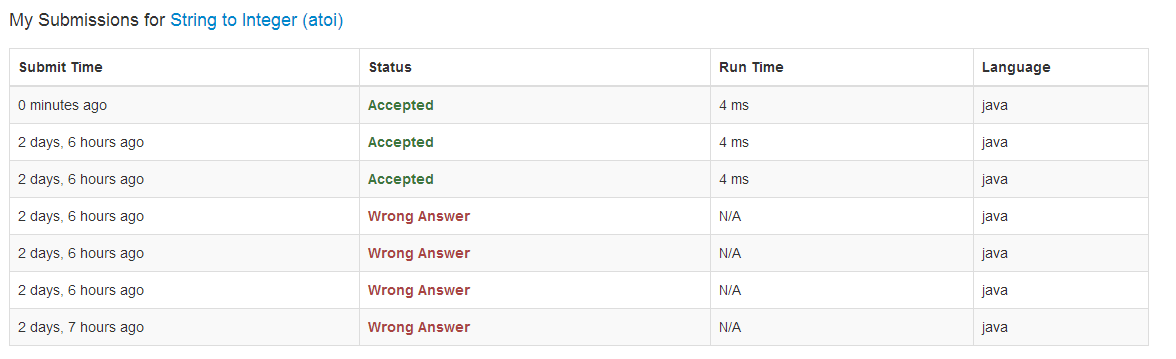 My Submissions for String to Integer (atoi)
Submit Time Status Run Time Language
0 minutes ago Accepted 4 ms java
2 days, 6 hours ago Accepted 4 ms java
2 days, 6 hours ago Accepted 4 ms java
2 days, 6 hours ago Wrong Answer N/A java
2 days, 6 hours ago Wrong Answer N/A java
2 days, 6 hours ago Wrong Answer N/A java
2 days, 7 hours ago Wrong Answer N/A java